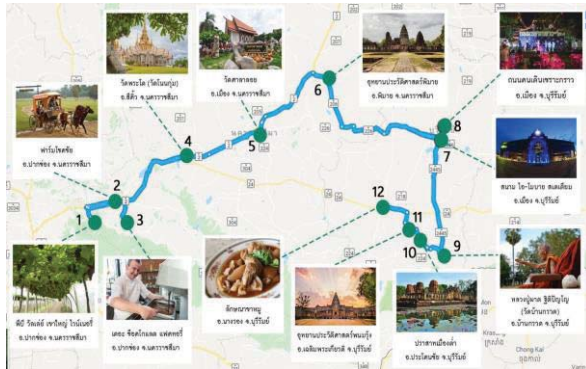 วัดพระโต (วัดโนนกุ่ม)
อ.สีคิ้ว จ.นครราชสีมา
วัดศาลาลอย
อ.เมือง จ.นครราชสีมา
อุทยานประวัติศาสตร์พิมาย
อ.พิมาย จ.นครราชสีมา
ถนนคนเดินเซราะกราว
อ.เมือง จ.บุรีรัมย์
ฟาร์มโชคชัย
อ.ปากช่อง จ.นครราชสีมา
สนาม ไอ-โมบาย สเตเดียม
อ.เมือง จ.บุรีรัมย์
1
2
3
4
5
6
7
8
9
10
11
12
พีบี วัลเล่ย์ เขาใหญ่ ไวน์เนอรี่
อ.ปากช่อง จ.นครราชสีมา
เดอะ ช็อคโกแลต แฟคทอรี่
อ.ปากช่อง จ.นครราชสีมา
ลักษณาขาหมู
อ.นางรอง จ.บุรีรัมย์
อุทยานประวัติศาสตร์พนมรุ้ง
อ.เฉลิมพระเกียรติ จ.บุรีรัมย์
ปราสาทเมืองต่ำ
อ.ประโคนชัย จ.บุรีรัมย์
(วัดบ้านกรวด)
อ.บ้านกรวด จ.บุรีรัมย์
Chong Kal
24
226
2445